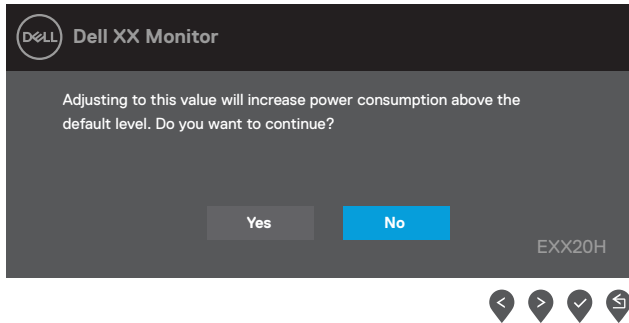 DELL Dell XX Monitor
Adjusting to this value will increase power consumption above the
default level. Do you want to continue?
Yes No
EXX20H